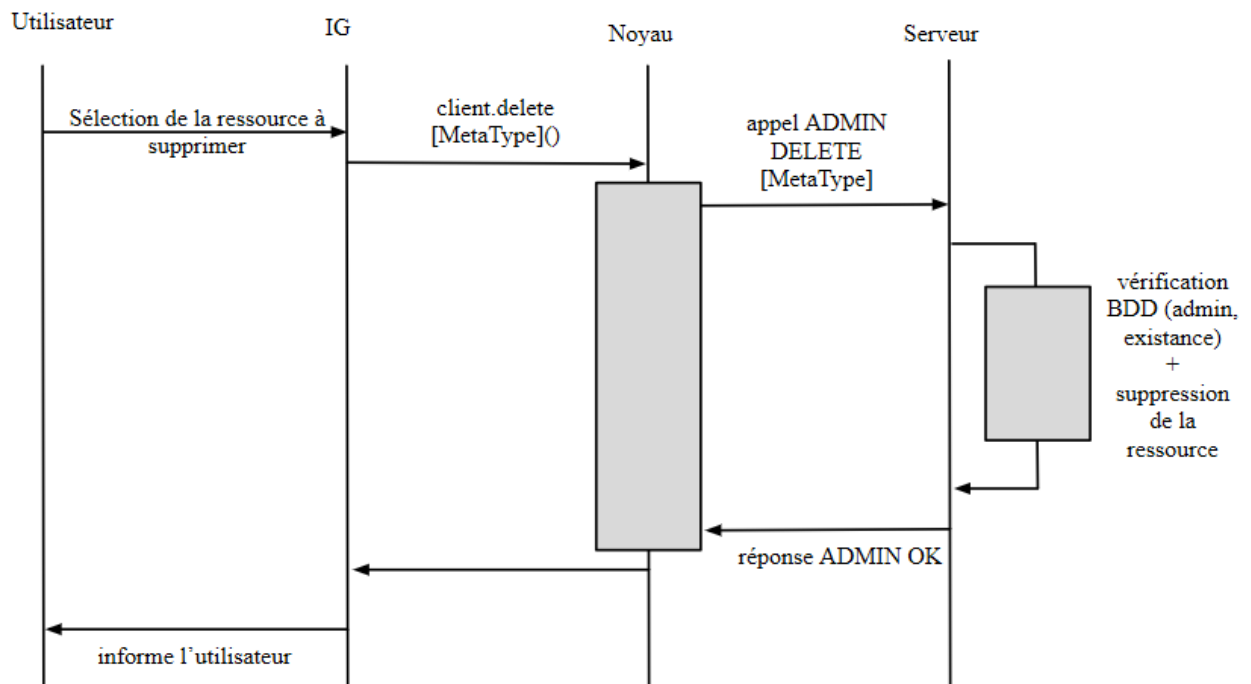 Utilisateur
IG
Noyau
Serveur
Sélection de la ressource à
supprimer
client.delete
[MetaType]()
appel ADMIN
DELETE
[MetaType]
vérification
BDD (admin,
existance)
+
suppression
de la
ressource
réponse ADMIN OK
informe l’utilisateur